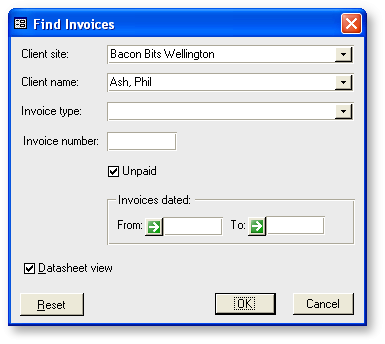 Find Invoices
Client site: Bacon Bits Wellington
Client name: Ash, Phil
Invoice type:
Invoice number:
Unpaid
Invoices dated:
From: To:
Datasheet view
Reset OK Cancel